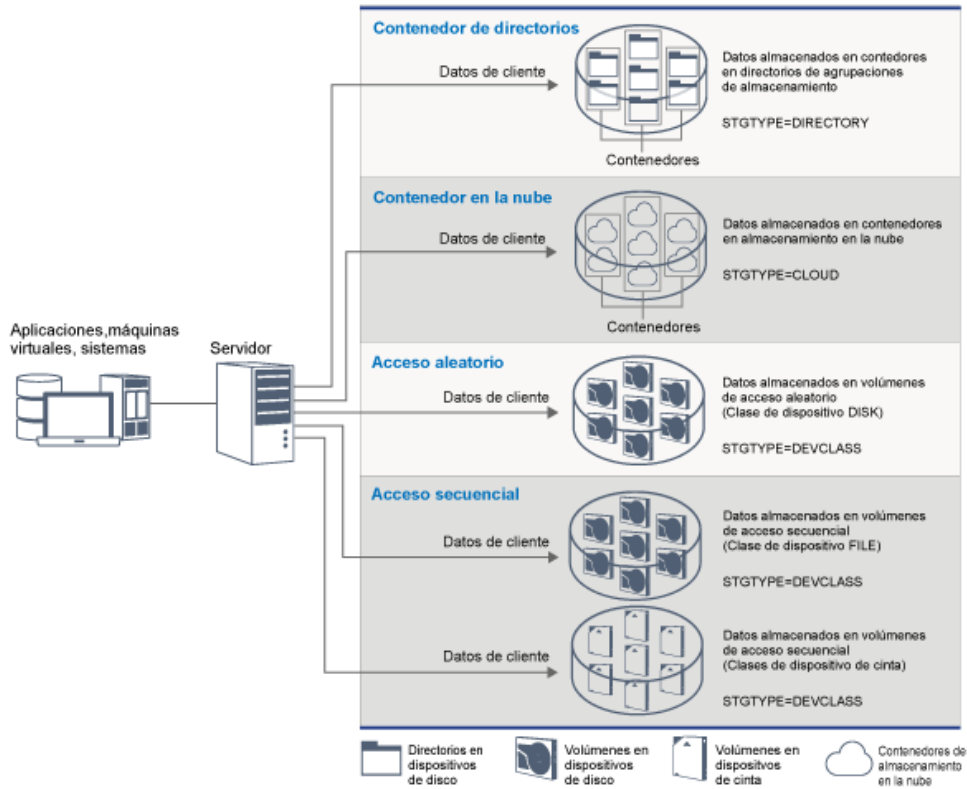 Contenedor de directorios
Datos de cliente
Datos almacenados en contedores
en directorios de agrupaciones
de almacenamiento
STGTYPE=DIRECTORY
Contenedores
Contenedor en la nube
Datos de cliente
Datos almacenados en contenedores
en almacenamiento en la nube
STGTYPE=CLOUD
Contenedores
Aplicaciones,máquinas
virtuales, sistemas
Servidor
Acceso aleatorio
Datos de cliente
Datos almacenados en volúmenes
de acceso aleatorio
(Clase de dispositivo DISK)
STGTYPE=DEVCLASS
Acceso secuencial
Datos de cliente
Datos almacenados en volúmenes
de acceso secuencial
(Clase de dispositivo FILE)
STGTYPE=DEVCLASS
Datos de cliente
Datos almacenados en volúmenes
de acceso secuencial
(Clases de dispositivo de cinta)
STGTYPE=DEVCLASS
Directorios en
dispositivos
de disco
Volúmenes en
dispositivos
de disco
Volúmenes en
dispositvos
de cinta
Contenedores de
almacenamiento
en la nube